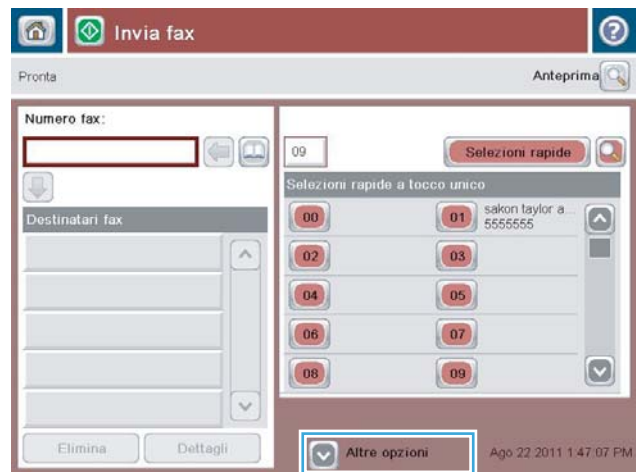 Invia fax
Pronta
Anteprima
Numero fax:
09
Selezioni rapide
Selezioni rapide a tocco unico
Destinatari fax
00
01
sakon taylor a...
5555555
02
03
04
05
06
07
08
09
Elimina
Dettagli
Altre opzioni
Ago 22 2011 1 47 07 PM